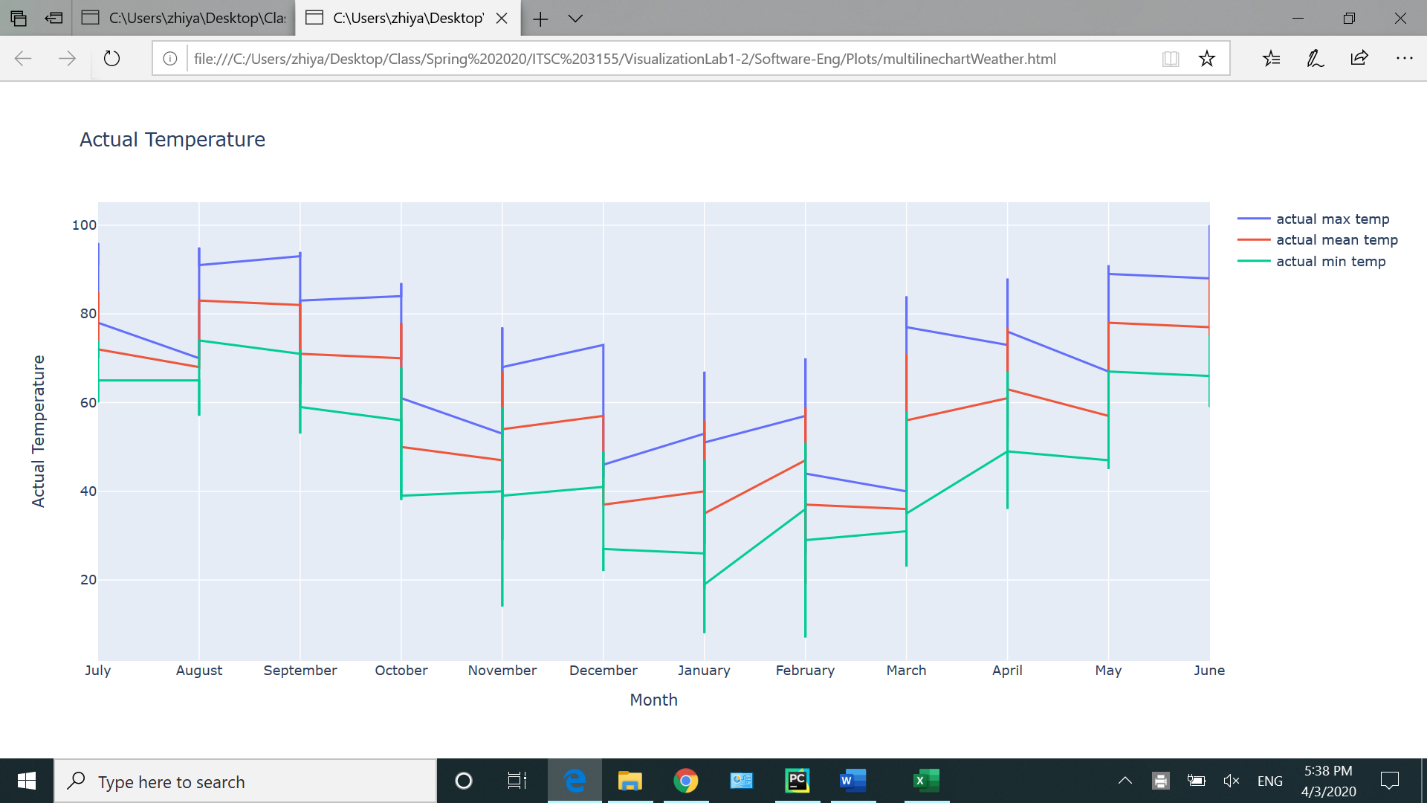 C:\Users\zhiya\Desktop\Cla
C:\Users\zhiya\Desktop'
file:///C:/Users/zhiya/Desktop/Class/Spring%202020/ITSC%203155/VisualizationLab1-2/Software-Eng/Plots/multilinechartWeather.html
Actual Temperature
actual max temp
actual mean temp
actual min temp
100
80
60
40
20
Actual Temperature
July August September October November December January February March April May June
Month
Type here to search
PC
W
X
ENG
5:38 PM
4/3/2020